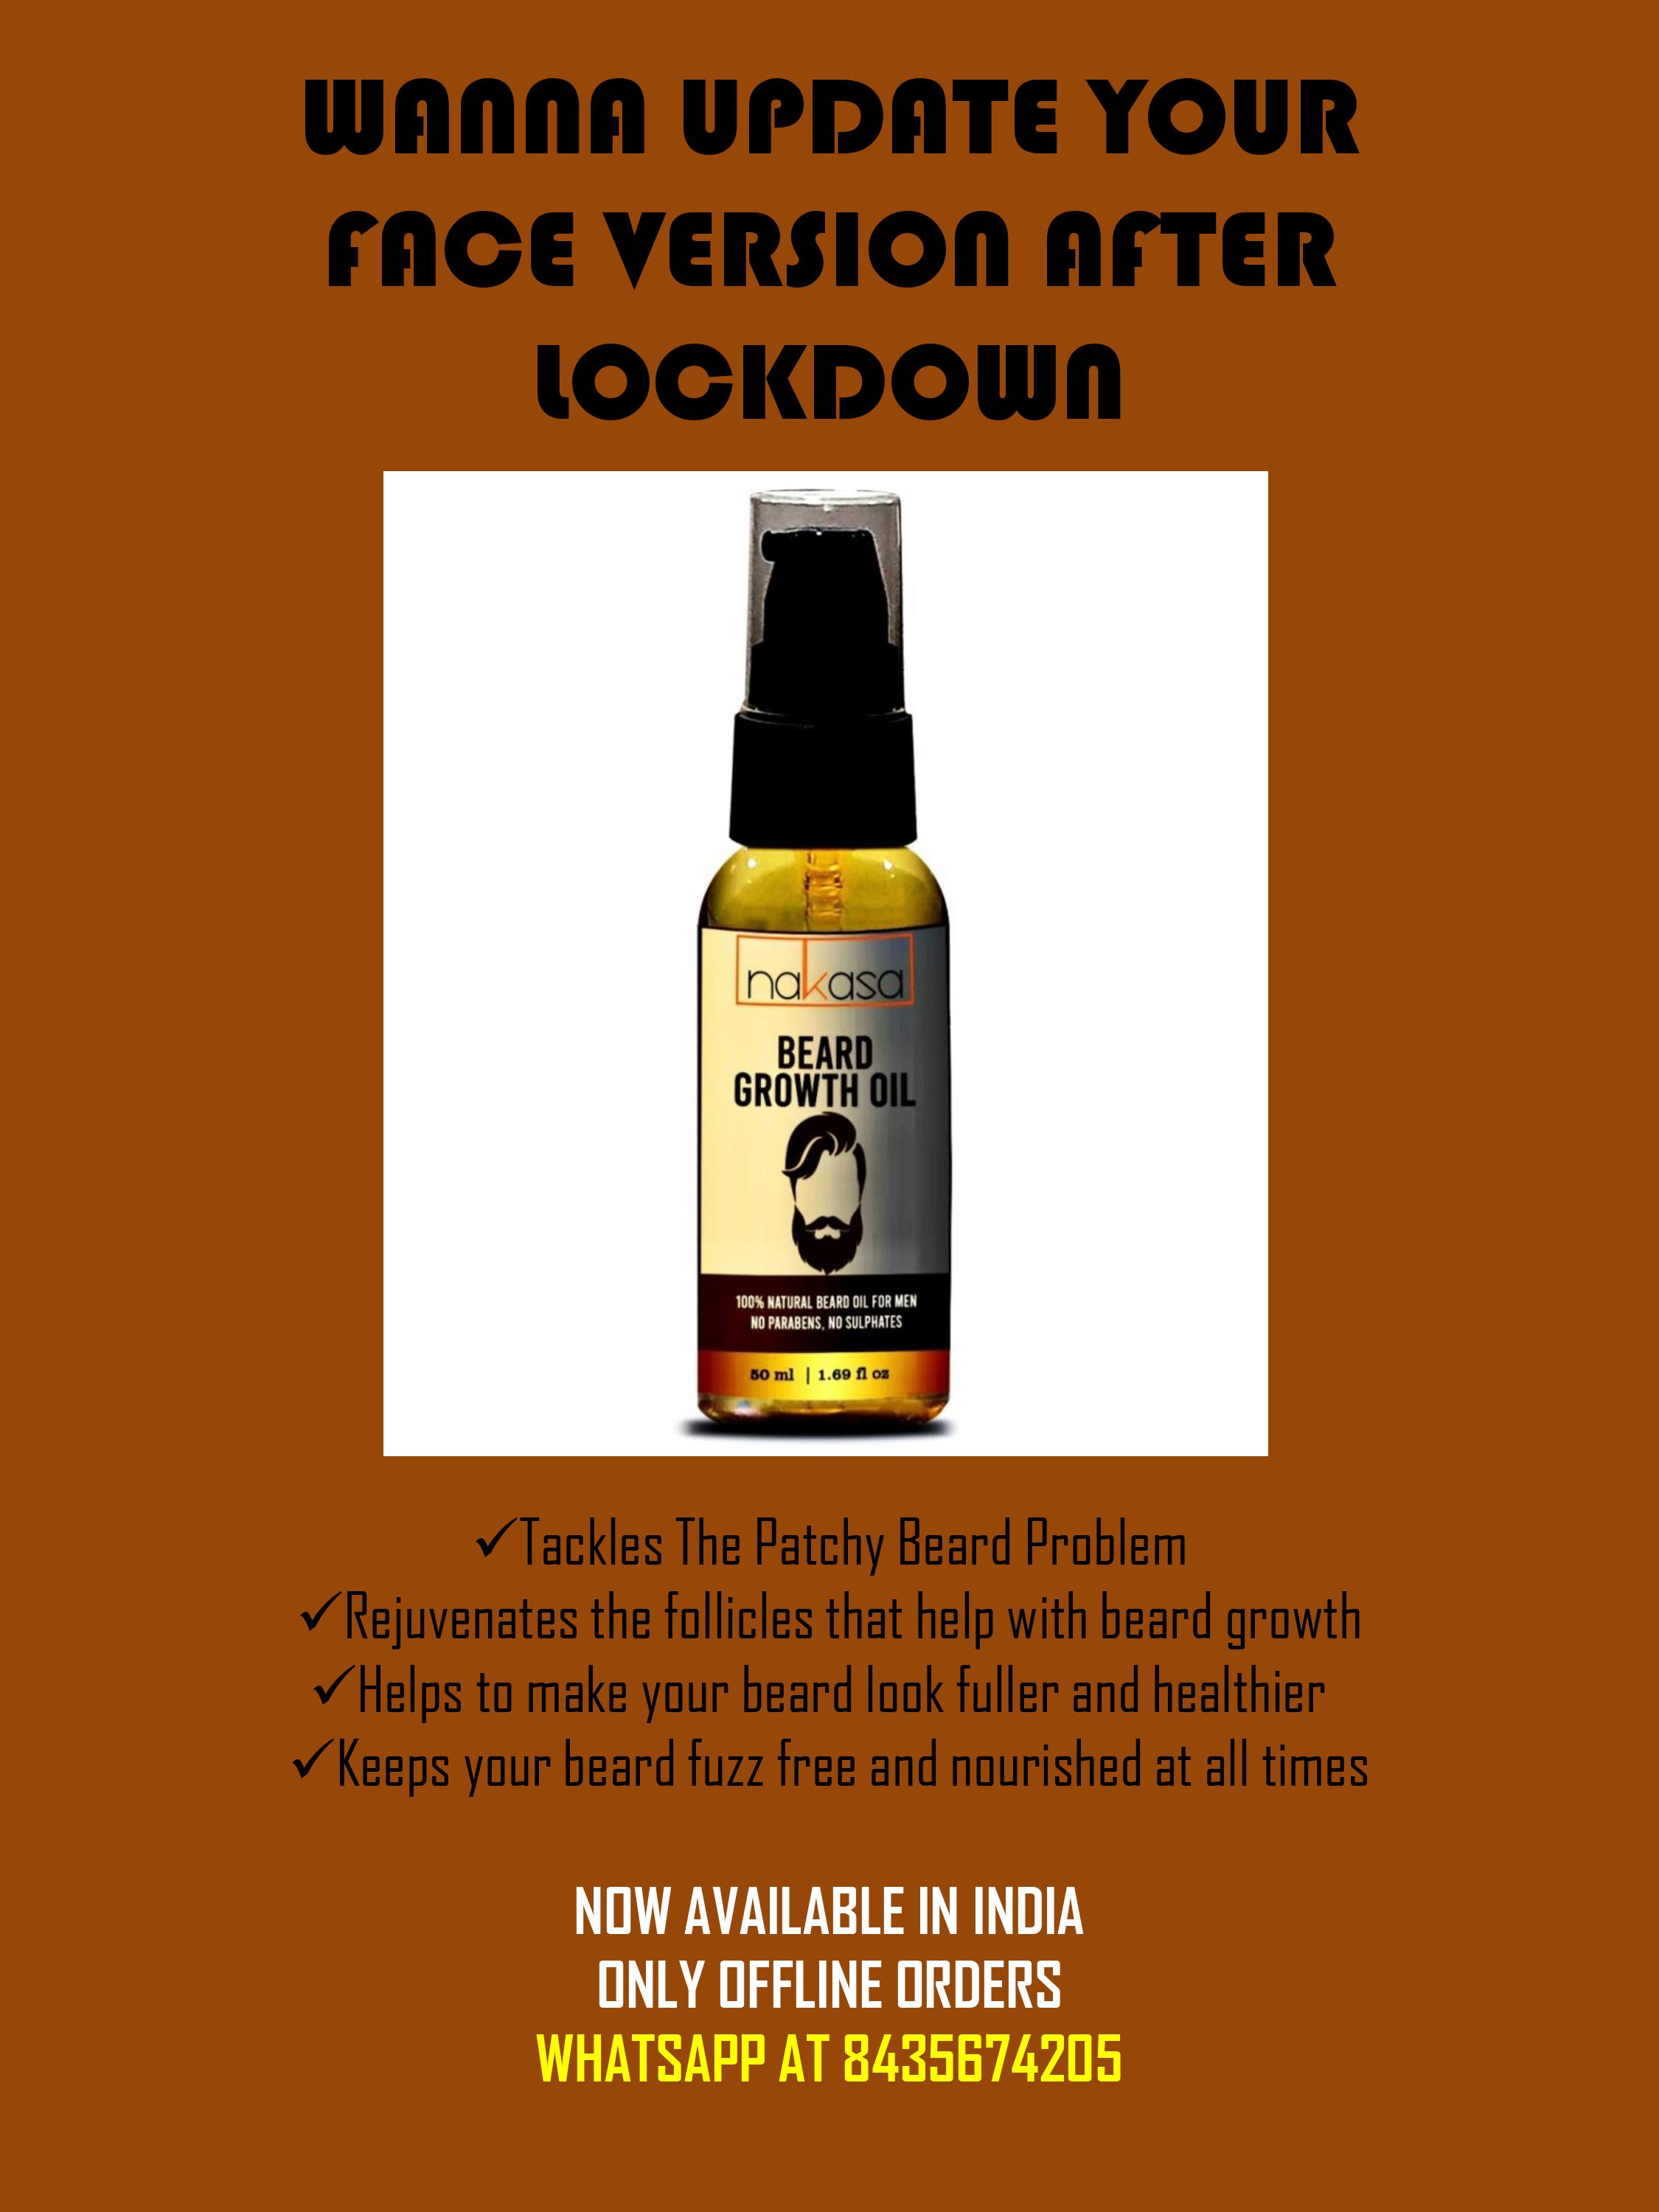 WANNA UPDATE YOUR
FACE VERSION AFTER
LOCKDOWN
nakasa
BEARD
GROWTH OIL
100% NATURAL BEARD OIL FOR MEN
NO PARABENS, NO SULPHATES
50 ml | 1.69 fl oz
✓Tackles The Patchy Beard Problem
✓Rejuvenates the follicles that help with beard growth
✓Helps to make your beard look fuller and healthier
✓Keeps your beard fuzz free and nourished at all times
NOW AVAILABLE IN INDIA
ONLY OFFLINE ORDERS
WHATSAPP AT 8435674205